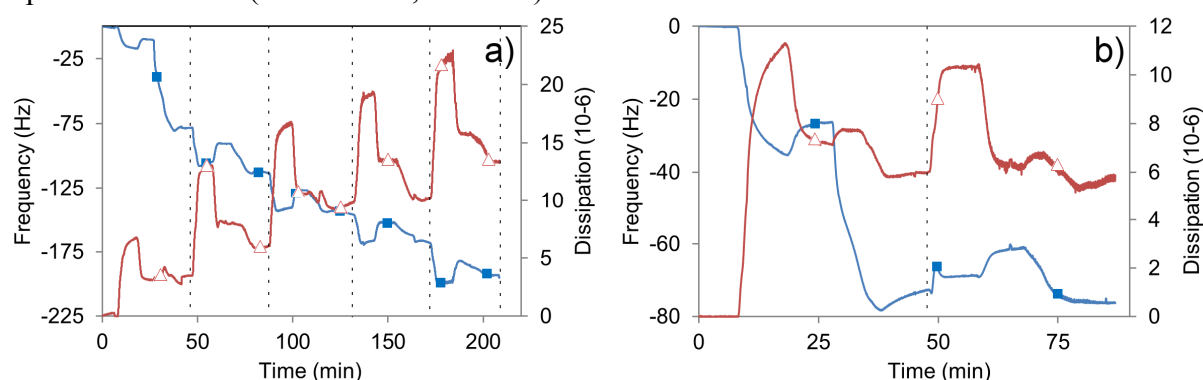 a)
-25
-75
-125
-175
-225
Frequency (Hz)
25
20
15
10
5
0
Dissipation (10-6)
0 50 100 150 200
Time (min)
b)
0
-20
-40
-60
-80
Frequency (Hz)
12
10
8
6
4
2
0
Dissipation (10-6)
0 25 50 75
Time (min)